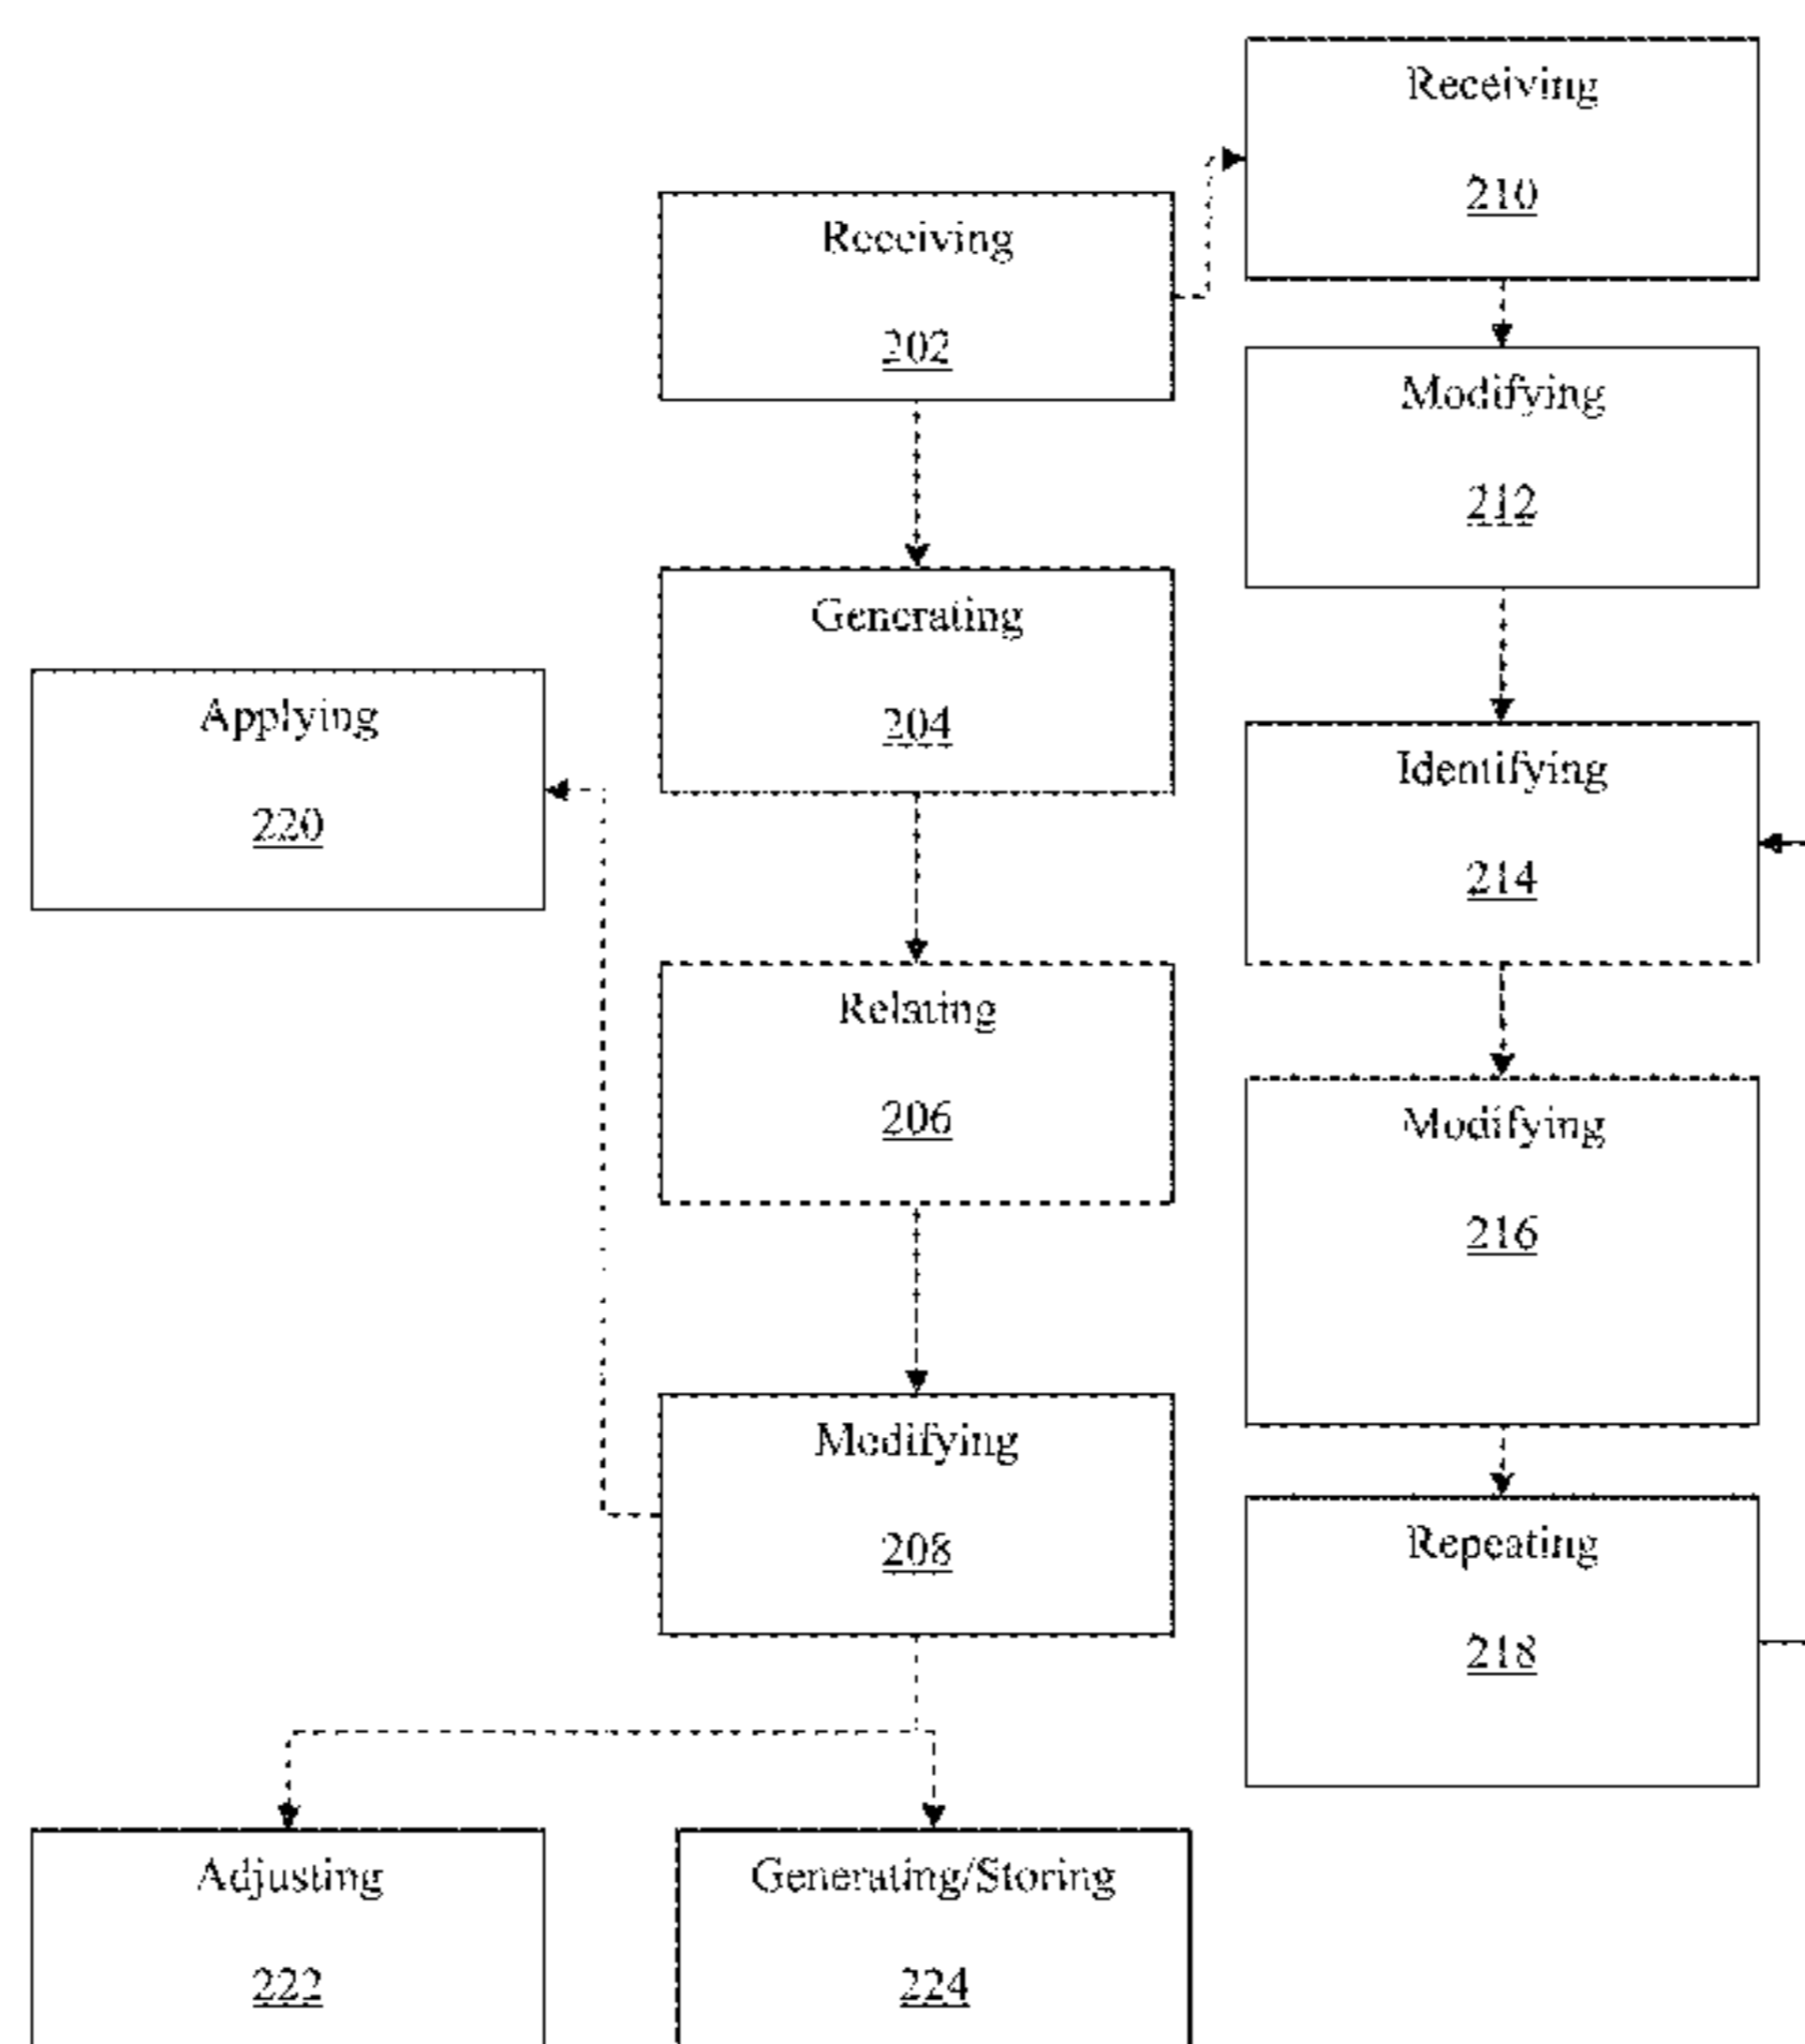 Receiving
210
Receiving
202
Modifying
212
Generating
204
Applying
220
Identifying
214
Relating
206
Modifying
216
Modifying
208
Repeating
218
Adjusting
222
Generating/Storing
224